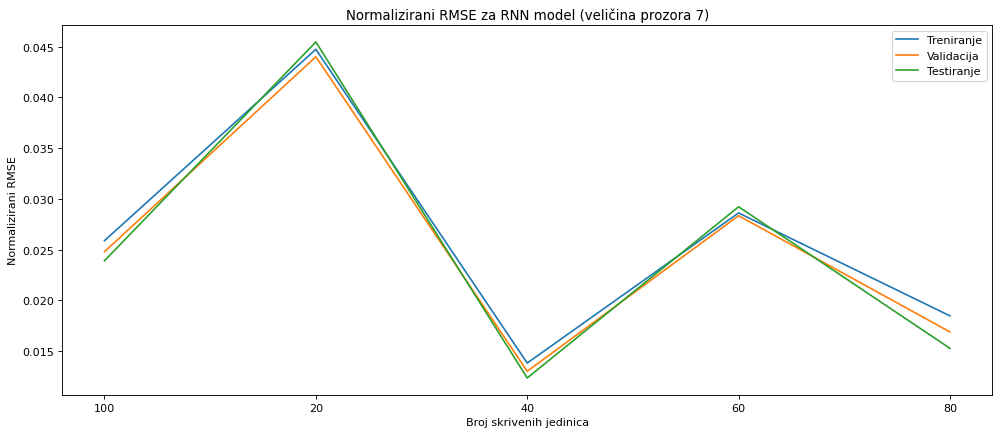 Normalizirani RMSE za RNN model (veličina prozora 7)
Treniranje
Validacija
Testiranje
Normalizirani RMSE
0.045
0.040
0.035
0.030
0.025
0.020
0.015
100 20 40 60 80
Broj skrivenih jedinica